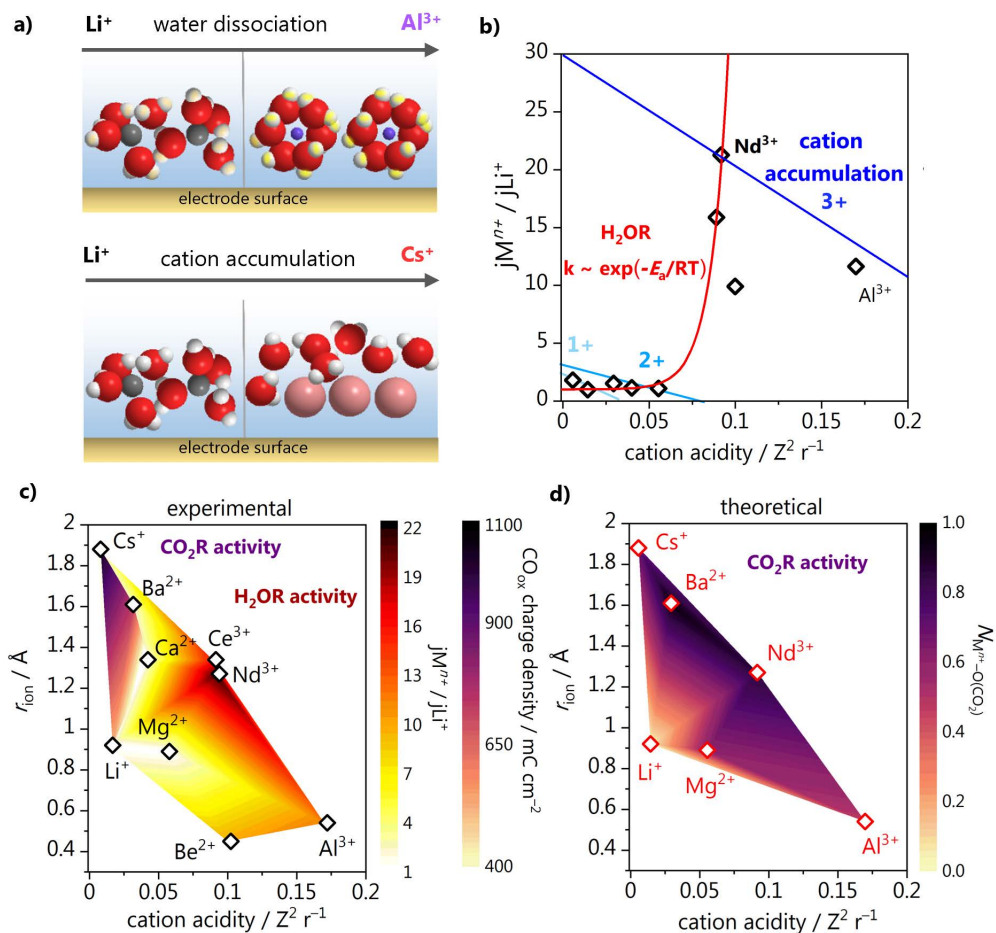 a)
Li⁺ water dissociation Al³⁺
electrode surface
Li⁺ cation accumulation Cs⁺
electrode surface
b)
jMⁿ⁺ / jLi⁺
30
25
20
15
10
5
0
Nd³⁺
cation
accumulation
3+
H₂OR
k ~ exp(-Eₐ/RT)
Al³⁺
1+
2+
0 0.05 0.1 0.15 0.2
cation acidity / Z² r⁻¹
c)
experimental
r_ion / Å
2
1.8
1.6
1.4
1.2
1
0.8
0.6
0.4
Cs⁺
CO₂R activity
Ba²⁺
H₂OR activity
Ca²⁺
Ce³⁺
Nd³⁺
Mg²⁺
Li⁺
Be²⁺
Al³⁺
0 0.05 0.1 0.15 0.2
cation acidity / Z² r⁻¹
22
19
16
13
10
7
4
1
jMⁿ⁺ / jLi⁺
1100
900
650
400
CO_ox charge density / mC cm⁻²
d)
theoretical
r_ion / Å
2
1.8
1.6
1.4
1.2
1
0.8
0.6
0.4
Cs⁺
CO₂R activity
Ba²⁺
Nd³⁺
Li⁺
Mg²⁺
Al³⁺
0 0.05 0.1 0.15 0.2
cation acidity / Z² r⁻¹
1.0
0.8
0.6
0.4
0.2
0.0
N_Mⁿ⁺–O(CO₂)